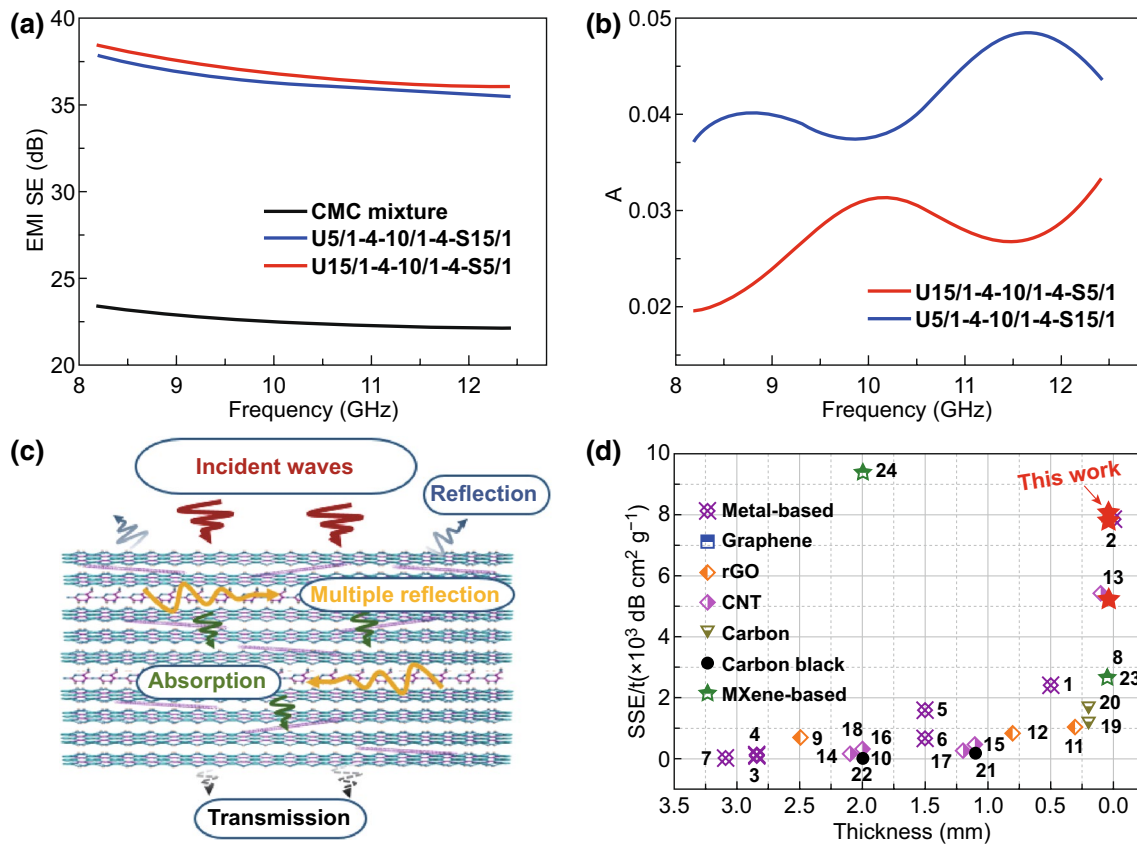 (a)
40
35
30
25
20
EMI SE (dB)
CMC mixture
U5/1-4-10/1-4-S15/1
U15/1-4-10/1-4-S5/1
8 9 10 11 12
Frequency (GHz)
(b)
0.05
0.04
0.03
0.02
A
U15/1-4-10/1-4-S5/1
U5/1-4-10/1-4-S15/1
8 9 10 11 12
Frequency (GHz)
(c)
Incident waves
Reflection
Multiple reflection
Absorption
Transmission
(d)
10
8
6
4
2
0
SSE/t(×10³ dB cm² g⁻¹)
Metal-based
Graphene
rGO
CNT
Carbon
Carbon black
MXene-based
24
This work
2
13
8
23
1
20
19
5
4
18
16
6
12
11
9
7
3
14
10
22
17
15
21
3.5 3.0 2.5 2.0 1.5 1.0 0.5 0.0
Thickness (mm)